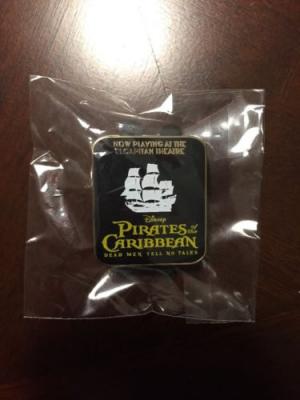 NOW PLAYING AT THE
EL CAPITAN THEATRE
Disney
PIRATES of the
CARIBBEAN
DEAD MEN TELL NO TALES